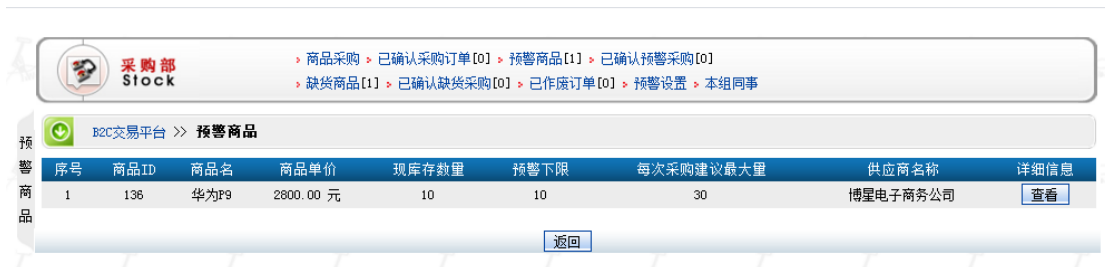 采购部
Stock
» 商品采购 » 已确认采购订单[0] » 预警商品[1] » 已确认预警采购[0]
» 缺货商品[1] » 已确认缺货采购[0] » 已作废订单[0] » 预警设置 » 本组同事
预警商品
B2C交易平台 >> 预警商品
序号 商品ID 商品名 商品单价 现库存数量 预警下限 每次采购建议最大量 供应商名称 详细信息
1 136 华为P9 2800.00 元 10 10 30 博星电子商务公司 查看
返回